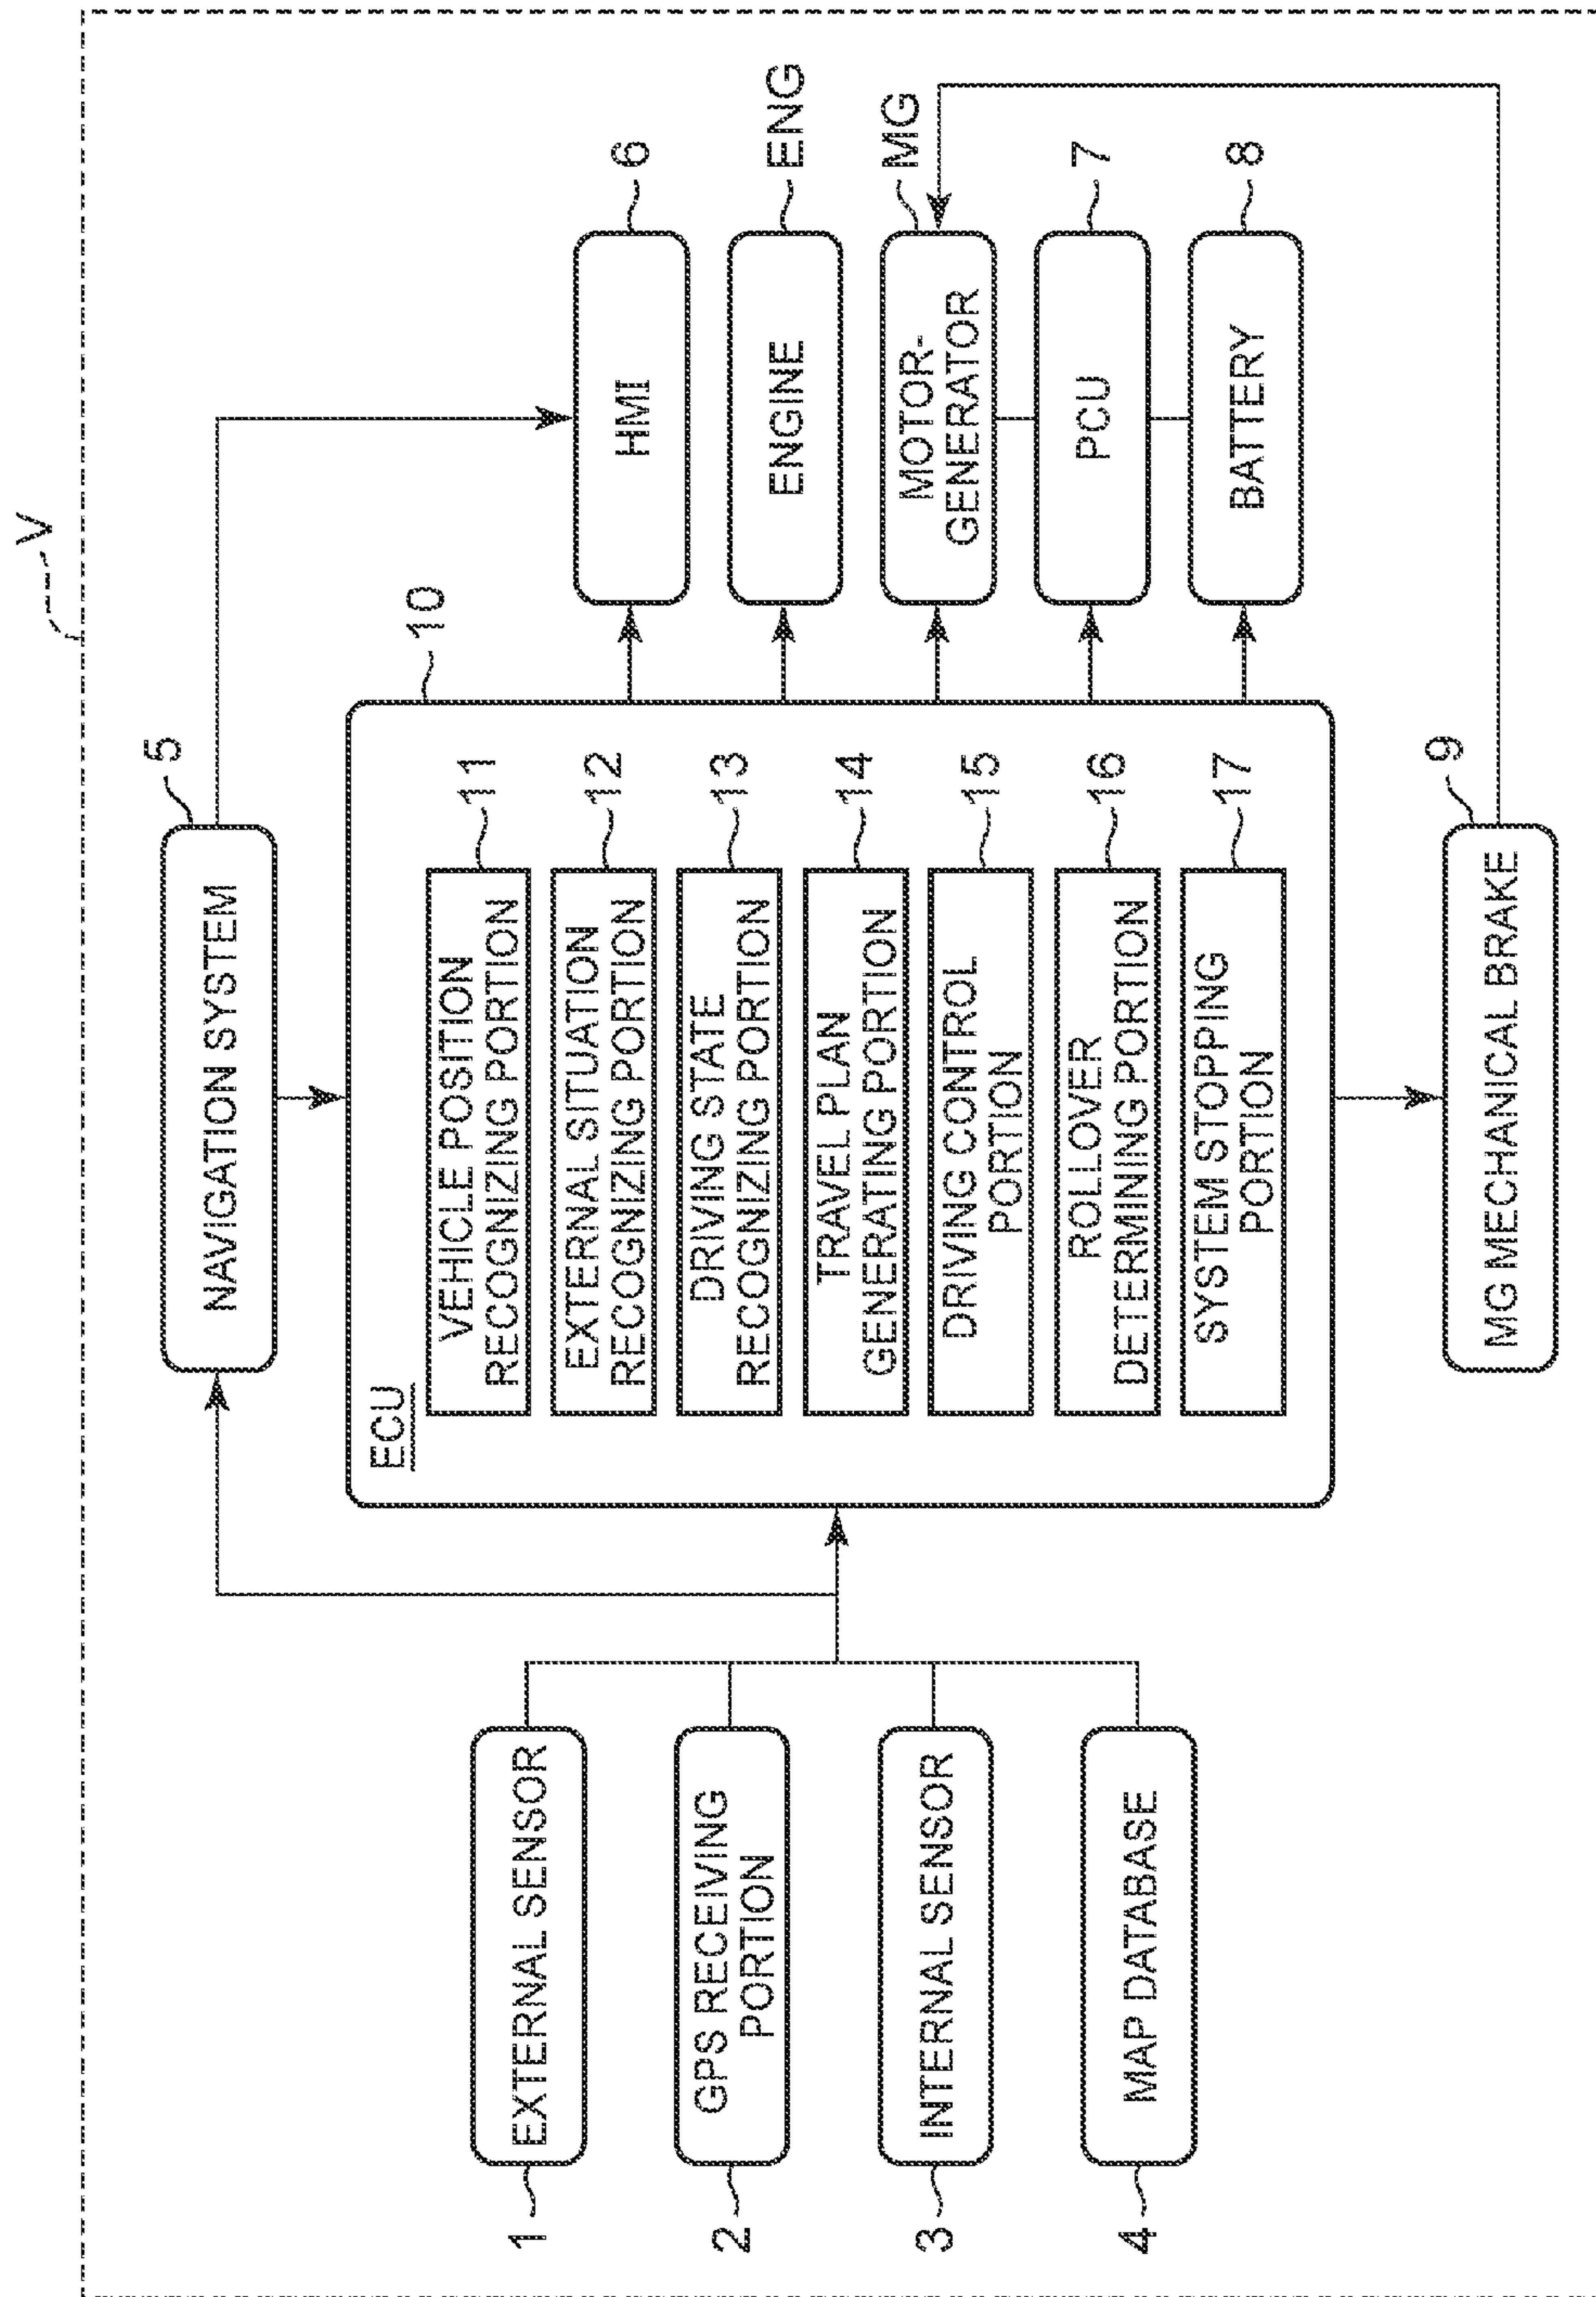 V
NAVIGATION SYSTEM
5
10
ECU
VEHICLE POSITION
RECOGNIZING PORTION
11
EXTERNAL SITUATION
RECOGNIZING PORTION
12
DRIVING STATE
RECOGNIZING PORTION
13
TRAVEL PLAN
GENERATING PORTION
14
DRIVING CONTROL
PORTION
15
ROLLOVER
DETERMINING PORTION
16
SYSTEM STOPPING
PORTION
17
1
EXTERNAL SENSOR
2
GPS RECEIVING
PORTION
3
INTERNAL SENSOR
4
MAP DATABASE
HMI
6
ENGINE
ENG
MOTOR-
GENERATOR
MG
PCU
7
BATTERY
8
MG MECHANICAL BRAKE
9